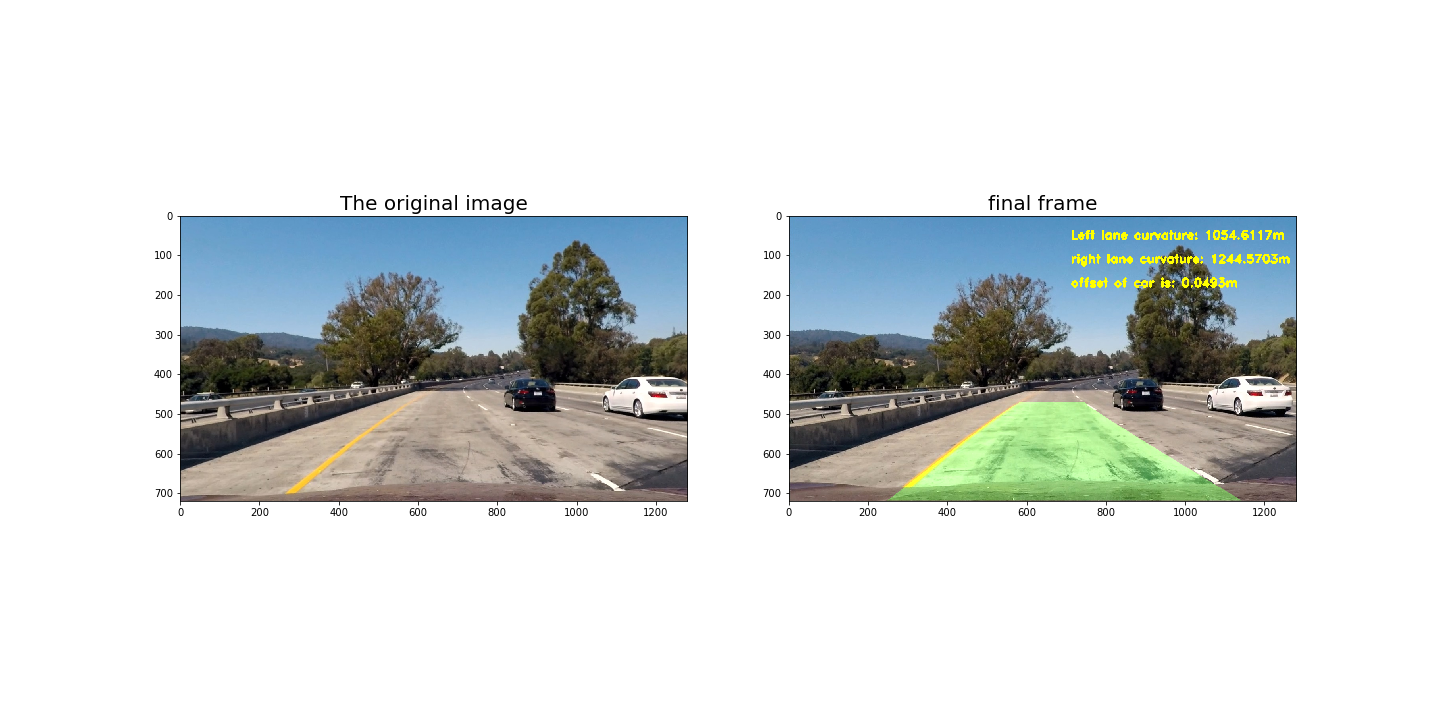 The original image
final frame
0
100
200
300
400
500
600
700
0 200 400 600 800 1000 1200
Left lane curvature: 1054.6117m
right lane curvature: 1244.5703m
offset of car is: 0.0493m
0
100
200
300
400
500
600
700
0 200 400 600 800 1000 1200